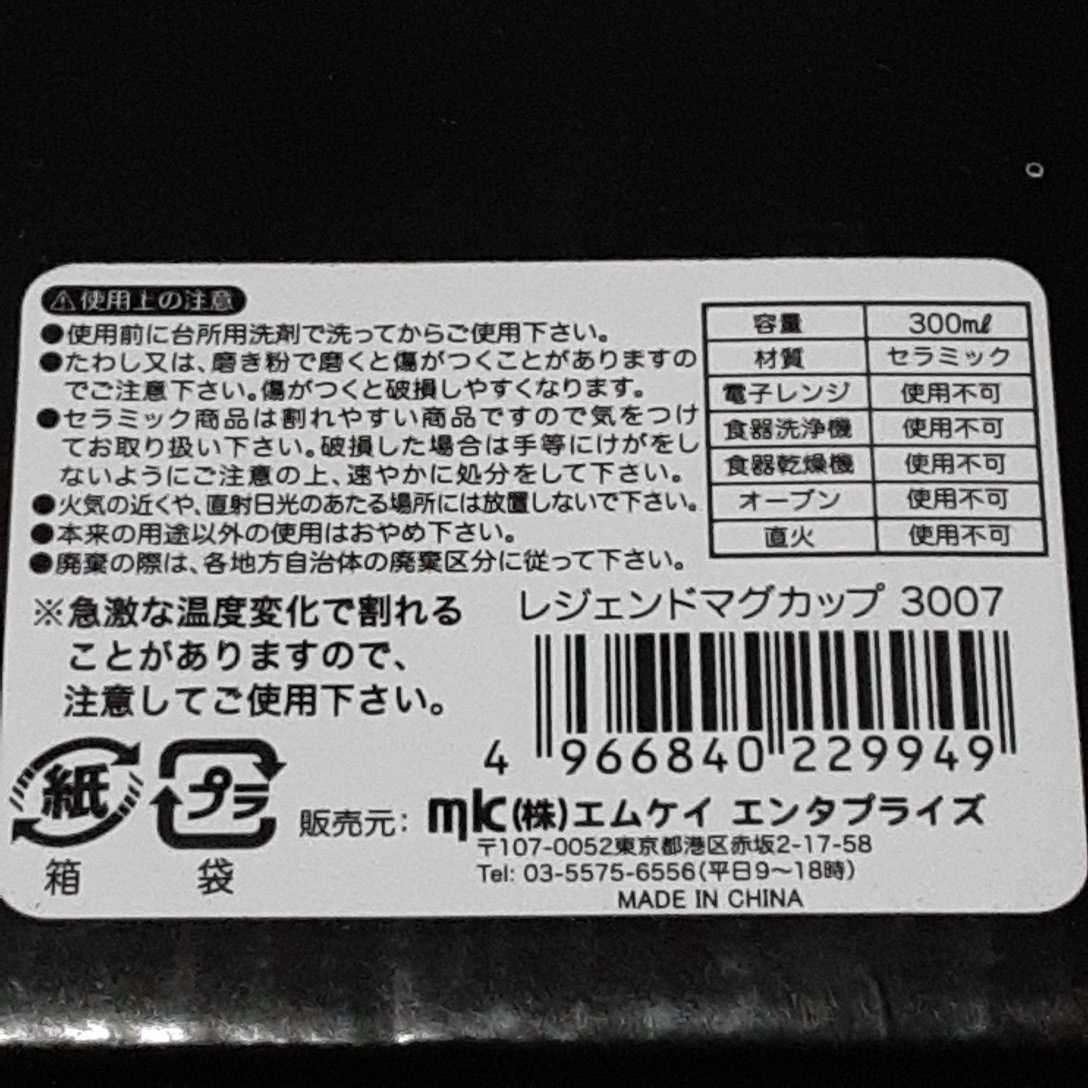 ⚠使用上の注意
●使用前に台所用洗剤で洗ってからご使用下さい。
●たわし又は、磨き粉で磨くと傷がつくことがありますの
でご注意下さい。傷がつくと破損しやすくなります。
●セラミック商品は割れやすい商品ですので気をつけ
てお取り扱い下さい。破損した場合は手等にけがをし
ないようにご注意の上、速やかに処分をして下さい。
●火気の近くや、直射日光のあたる場所には放置しないで下さい。
●本来の用途以外の使用はおやめ下さい。
●廃棄の際は、各地方自治体の廃棄区分に従って下さい。
※急激な温度変化で割れる
ことがありますので、
注意してご使用下さい。
容量 300mℓ
材質 セラミック
電子レンジ 使用不可
食器洗浄機 使用不可
食器乾燥機 使用不可
オーブン 使用不可
直火 使用不可
レジェンドマグカップ 3007
4 966840 229949
紙
箱
プラ
袋
販売元: mk(株)エムケイ エンタプライズ
〒107-0052東京都港区赤坂2-17-58
Tel: 03-5575-6556(平日9～18時)
MADE IN CHINA